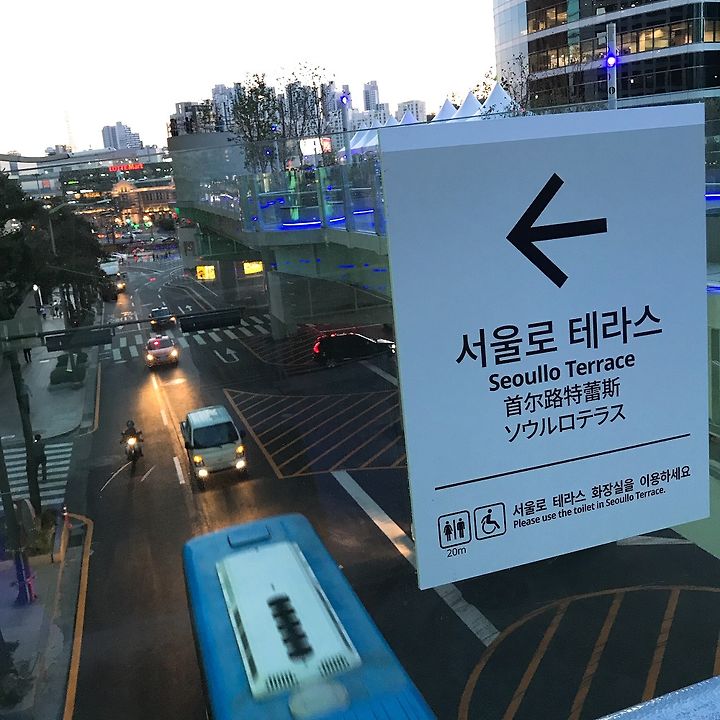 LOTTE Mart
서울로 테라스
Seoullo Terrace
首尔路特蕾斯
ソウルロテラス
서울로 테라스 화장실을 이용하세요
Please use the toilet in Seoullo Terrace.
20m